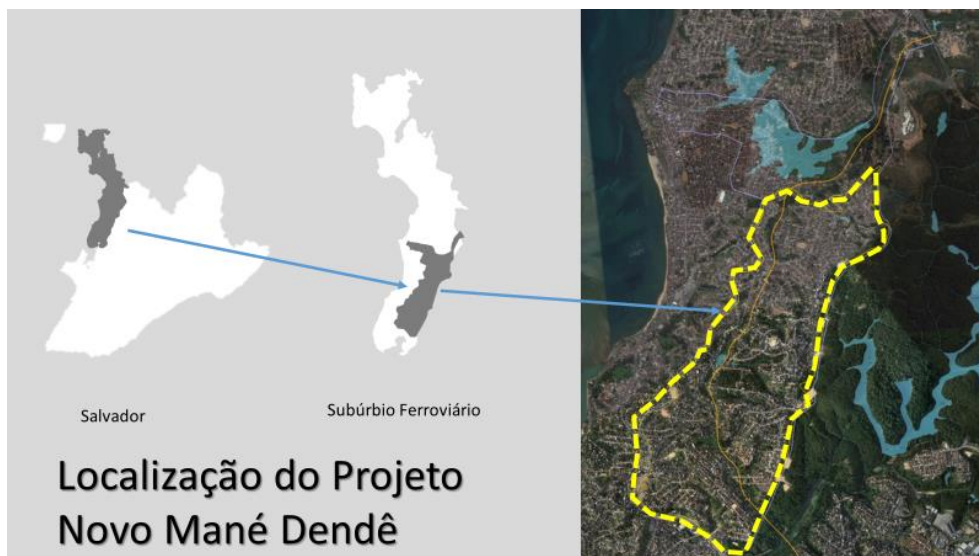 Salvador
Subúrbio Ferroviário
Localização do Projeto
Novo Mané Dendê